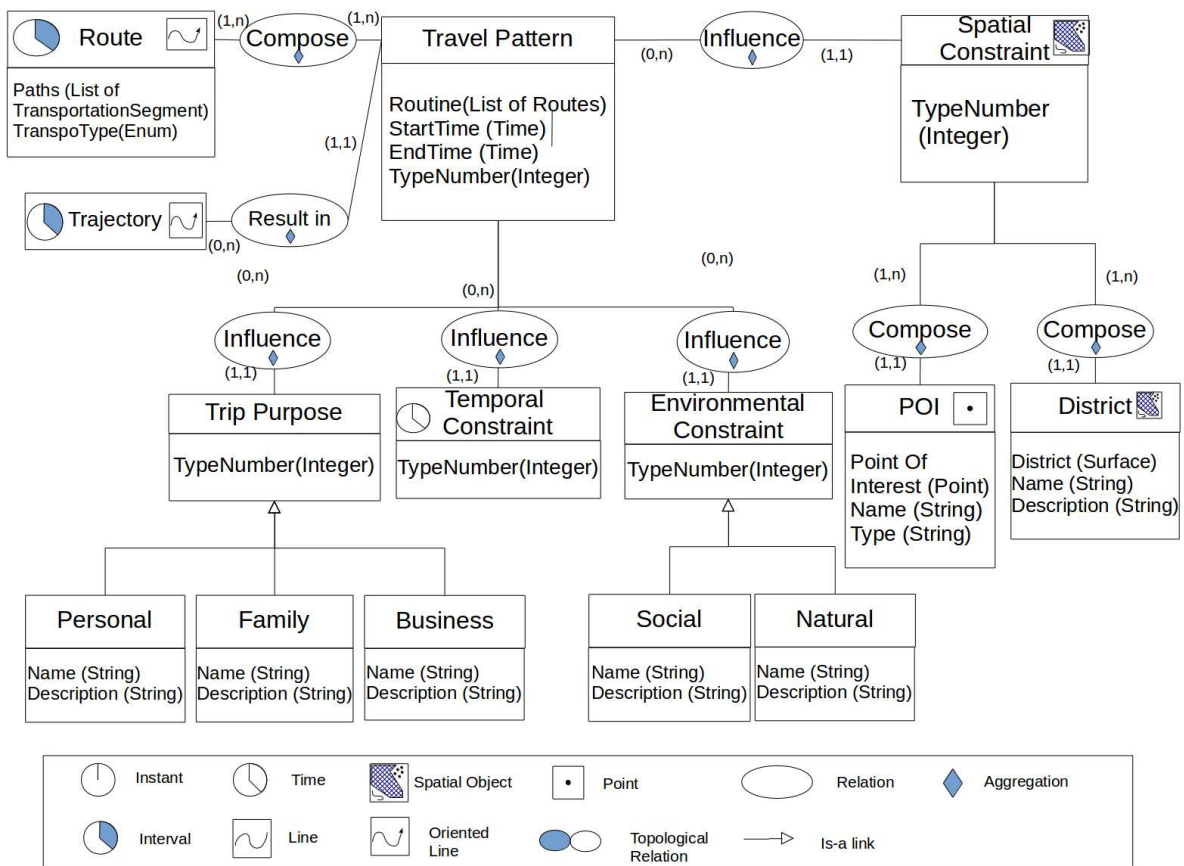 Route
Paths (List of
TransportationSegment)
TranspoType(Enum)
(1,n)
Compose
(1,n)
Travel Pattern
Routine(List of Routes)
StartTime (Time)
EndTime (Time)
TypeNumber(Integer)
(0,n)
Influence
(1,1)
Spatial
Constraint
TypeNumber
(Integer)
(1,1)
Trajectory
(0,n)
Result in
(0,n)
(0,n)
(0,n)
Influence
(1,1)
Influence
(1,1)
Influence
(1,1)
(1,n)
Compose
(1,1)
(1,n)
Compose
(1,1)
Trip Purpose
TypeNumber(Integer)
Temporal
Constraint
TypeNumber(Integer)
Environmental
Constraint
TypeNumber(Integer)
POI
Point Of
Interest (Point)
Name (String)
Type (String)
District
District (Surface)
Name (String)
Description (String)
Personal
Name (String)
Description (String)
Family
Name (String)
Description (String)
Business
Name (String)
Description (String)
Social
Name (String)
Description (String)
Natural
Name (String)
Description (String)
Instant
Time
Spatial Object
Point
Relation
Aggregation
Interval
Line
Oriented
Line
Topological
Relation
Is-a link